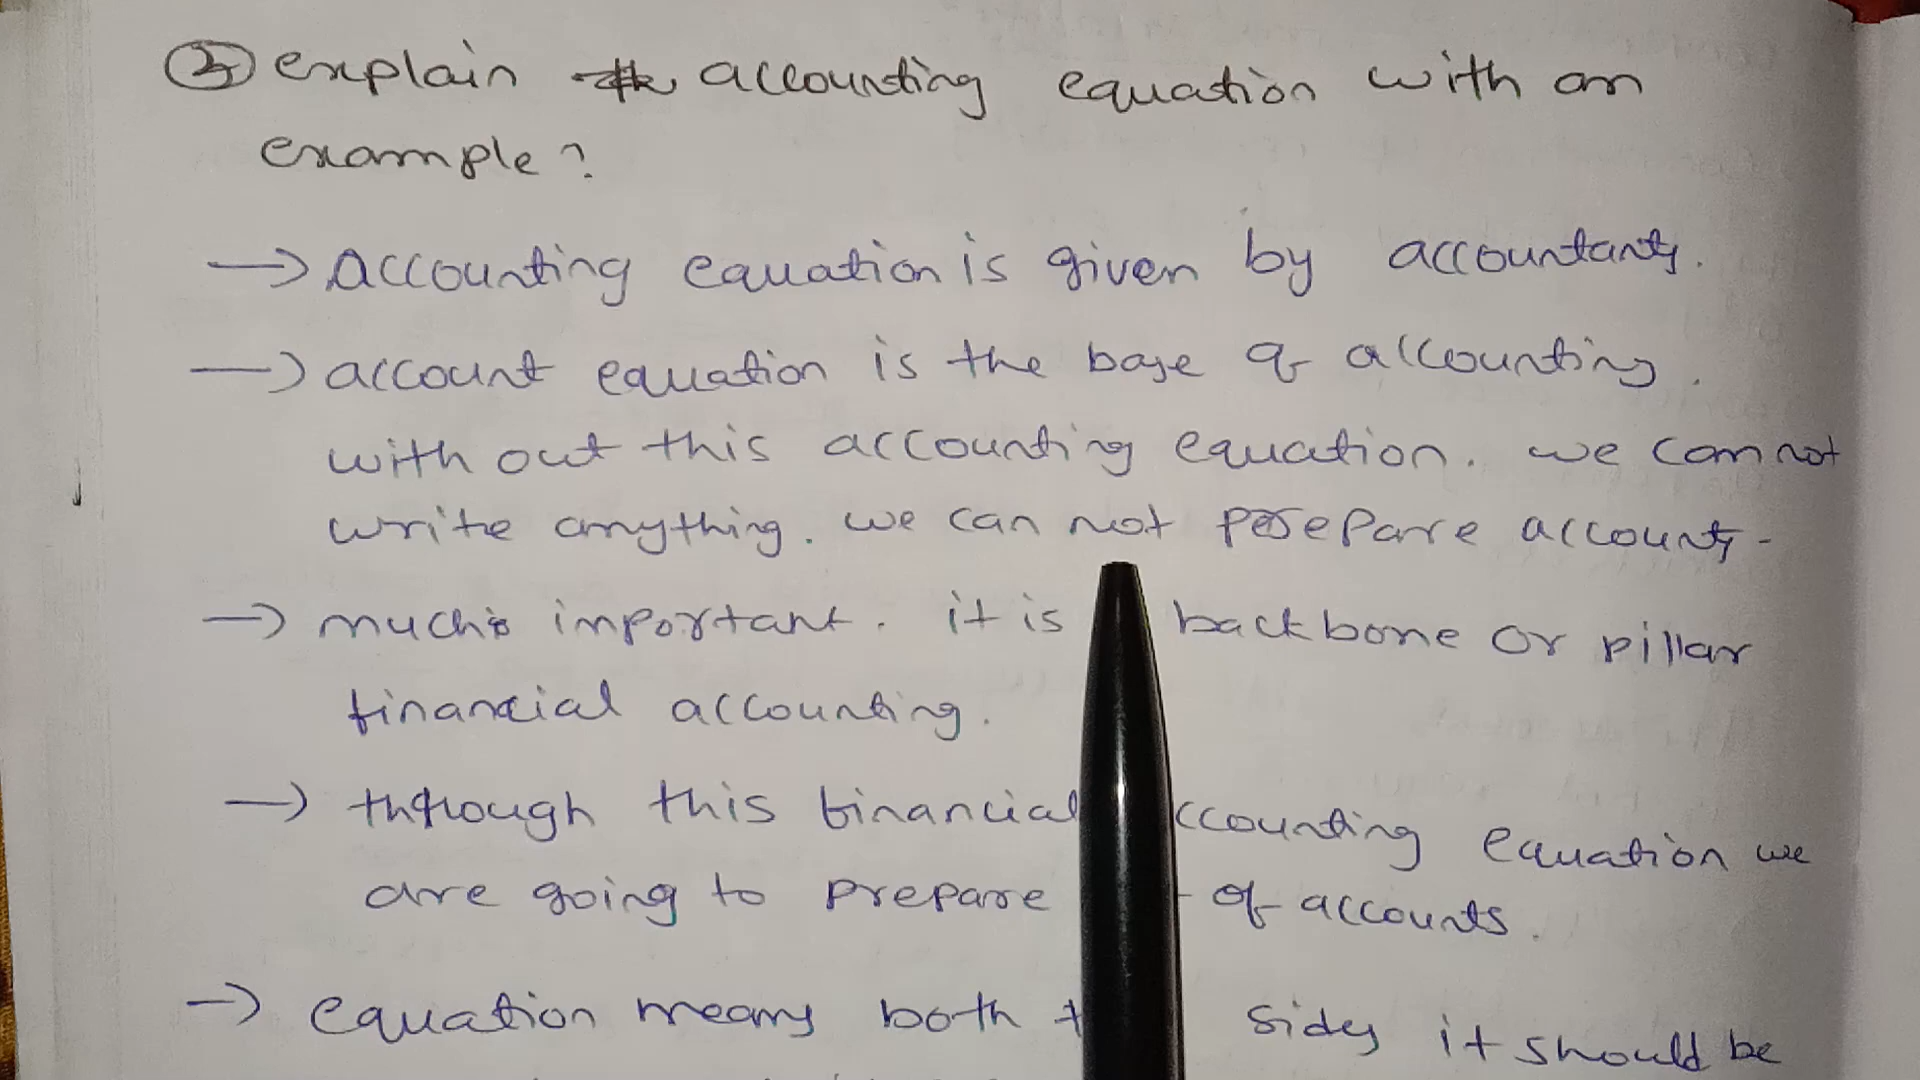 3 explain accounting equation with an
example?
→ Accounting equation is given by accountants.
→ account equation is the base of accounting.
with out this accounting equation. we can not
write anything. we can not prepare accounts.
→ much important. it is backbone or pillar
financial accounting.
→ through this financial ccounting equation we
are going to prepare of accounts.
→ equation means both sides it should be